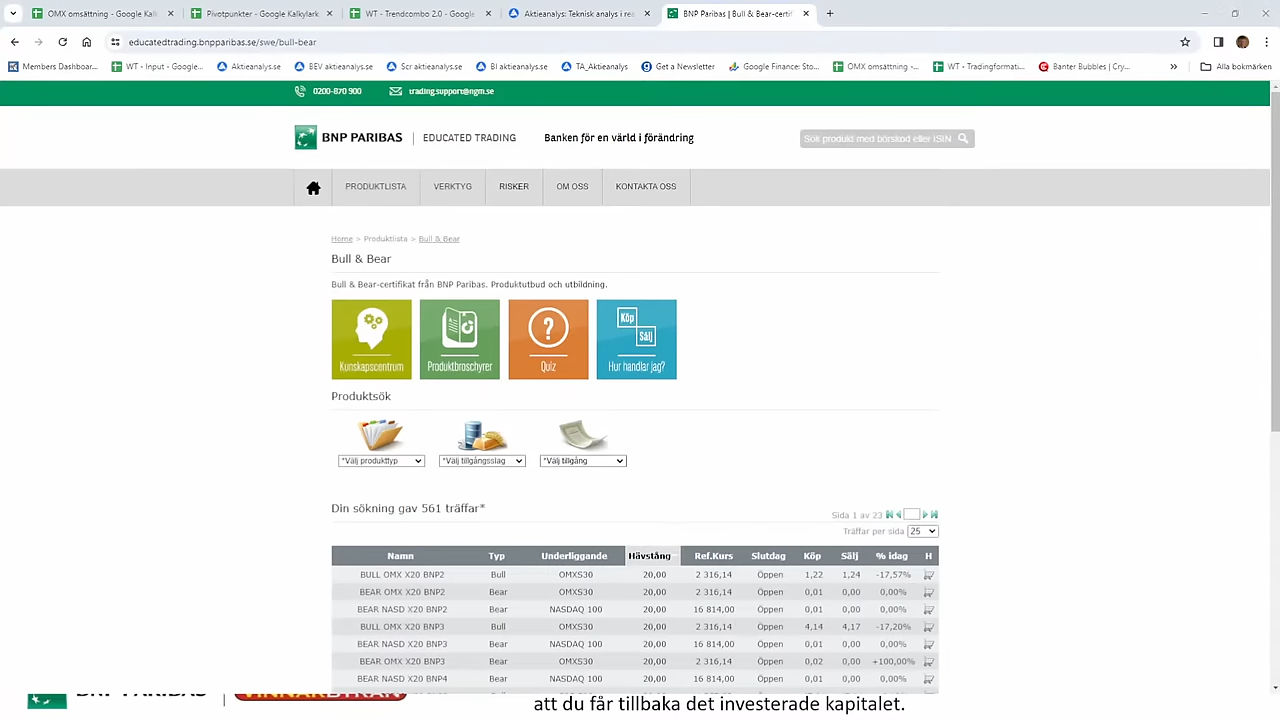 WT - omsättning - Google Kalk
Pivotpunkter - Google Kalkylark
WT - Trendcombo 2.0 - Google
Aktieanalys: Teknisk analys i rea
BNP Paribas | Bull & Bear-certif
educatedtrading.bnpparibas.se/swe/bull-bear
Members Dashboar...
WT - Input - Google...
Aktieanalys.se
BEV aktieanalys.se
Scr aktieanalys.se
BI aktieanalys.se
TA_Aktieanalys
Get a Newsletter
Google Finance: Sto...
OMX omsättning -...
WT - Tradingformati...
Banter Bubbles | Cry...
»
Alla bokmärken
0200-870 900 trading.support@ngm.se
BNP PARIBAS | EDUCATED TRADING Banken för en värld i förändring
Sök produkt med börskod eller ISIN
PRODUKTLISTA VERKTYG RISKER OM OSS KONTAKTA OSS
Home > Produktlista > Bull & Bear
Bull & Bear
Bull & Bear-certifikat från BNP Paribas. Produktutbud och utbildning.
Köp
Sälj
Kunskapscentrum Produktbroschyrer Quiz Hur handlar jag?
Produktsök
*Välj produkttyp *Välj tillgångsslag *Välj tillgång
Din sökning gav 561 träffar*
Sida 1 av 23
Träffar per sida 25
Namn Typ Underliggande Hävstång Ref.Kurs Slutdag Köp Sälj % idag H
BULL OMX X20 BNP2 Bull OMXS30 20,00 2 316,14 Öppen 1,22 1,24 -17,57%
BEAR OMX X20 BNP2 Bear OMXS30 20,00 2 316,14 Öppen 0,01 0,00 0,00%
BEAR NASD X20 BNP2 Bear NASDAQ 100 20,00 16 814,00 Öppen 0,01 0,00 0,00%
BULL OMX X20 BNP3 Bull OMXS30 20,00 2 316,14 Öppen 4,14 4,17 -17,20%
BEAR NASD X20 BNP3 Bear NASDAQ 100 20,00 16 814,00 Öppen 0,01 0,00 0,00%
BEAR OMX X20 BNP3 Bear OMXS30 20,00 2 316,14 Öppen 0,02 0,00 +100,00%
BEAR NASD X20 BNP4 Bear NASDAQ 100 20,00 16 814,00 Öppen 0,01 0,00 0,00%
BNP PARIBAS
att du får tillbaka det investerade kapitalet.